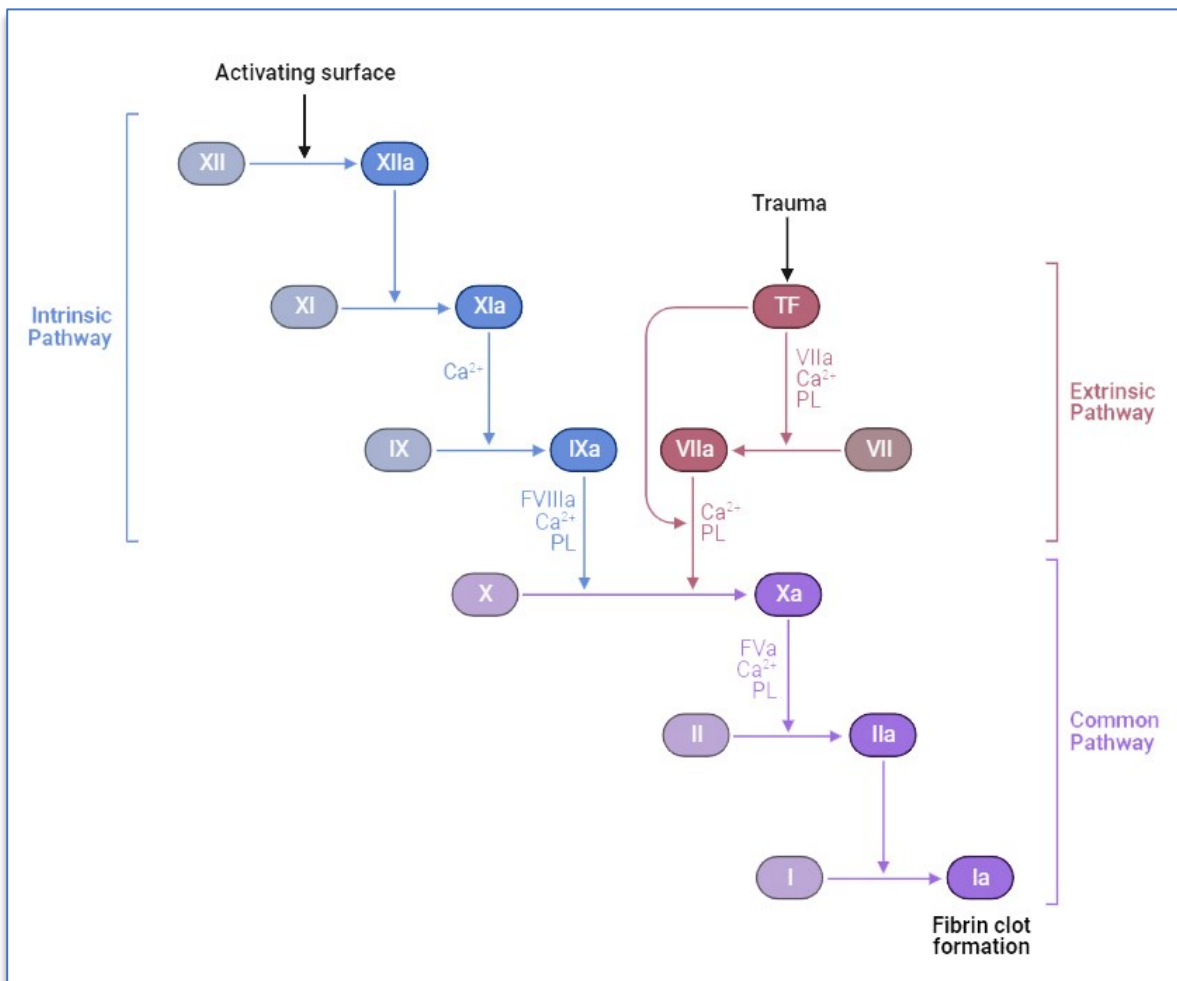 Activating surface
XII
XIIa
Trauma
XI
XIa
TF
Intrinsic
Pathway
Ca²⁺
VIIa
Ca²⁺
PL
Extrinsic
Pathway
IX
IXa
VIIa
VII
FVIIIa
Ca²⁺
PL
Ca²⁺
PL
X
Xa
FVa
Ca²⁺
PL
II
IIa
Common
Pathway
I
Ia
Fibrin clot
formation